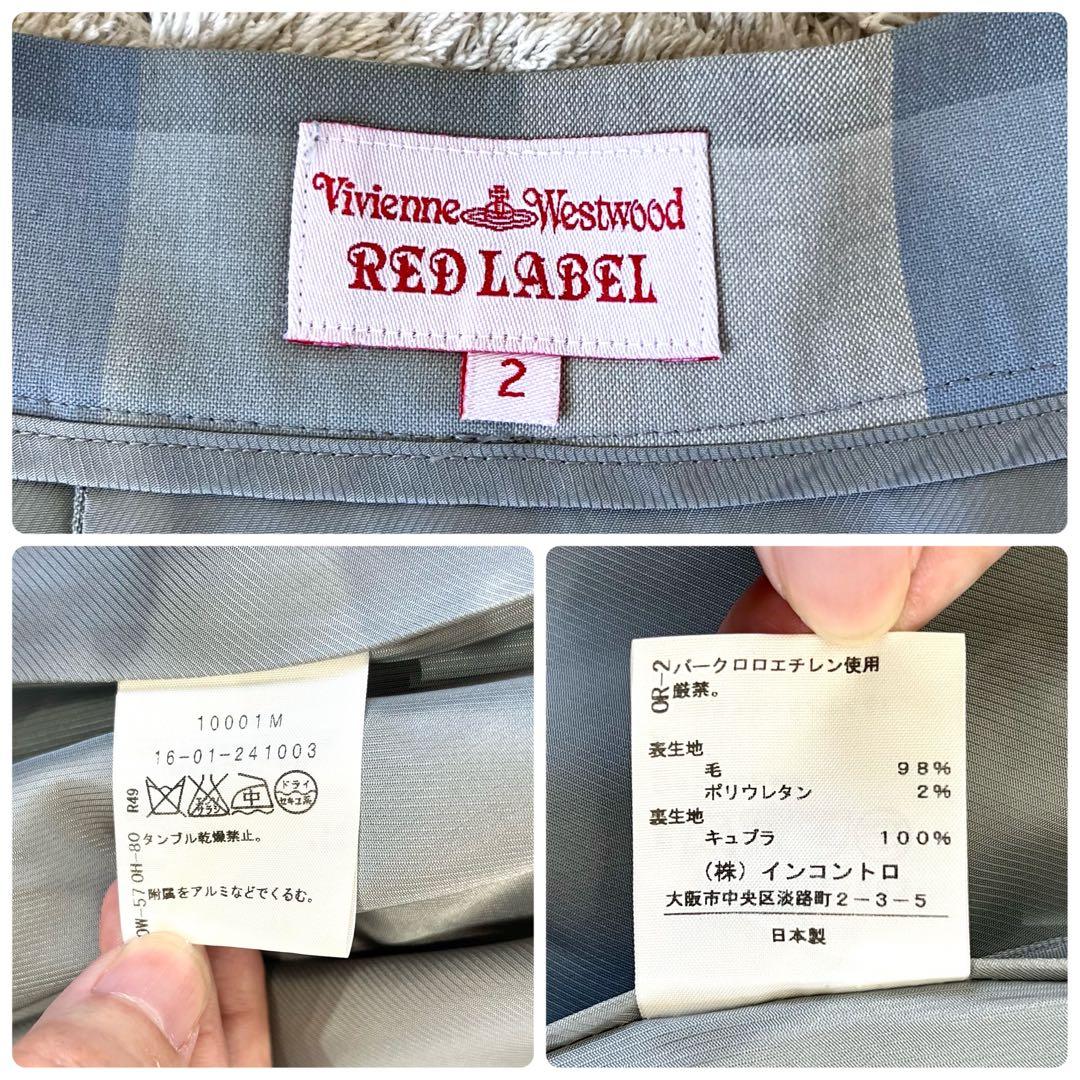 Vivienne Westwood
RED LABEL
2
10001M
16-01-241003
中
ドライ
セキユ系
タンブル乾燥禁止。
附属をアルミなどでくるむ。
R49
OH-80
OW-57
OR-2
パークロロエチレン使用
厳禁。
表生地
毛 98%
ポリウレタン 2%
裏生地
キュプラ 100%
(株)インコントロ
大阪市中央区淡路町2-3-5
日本製